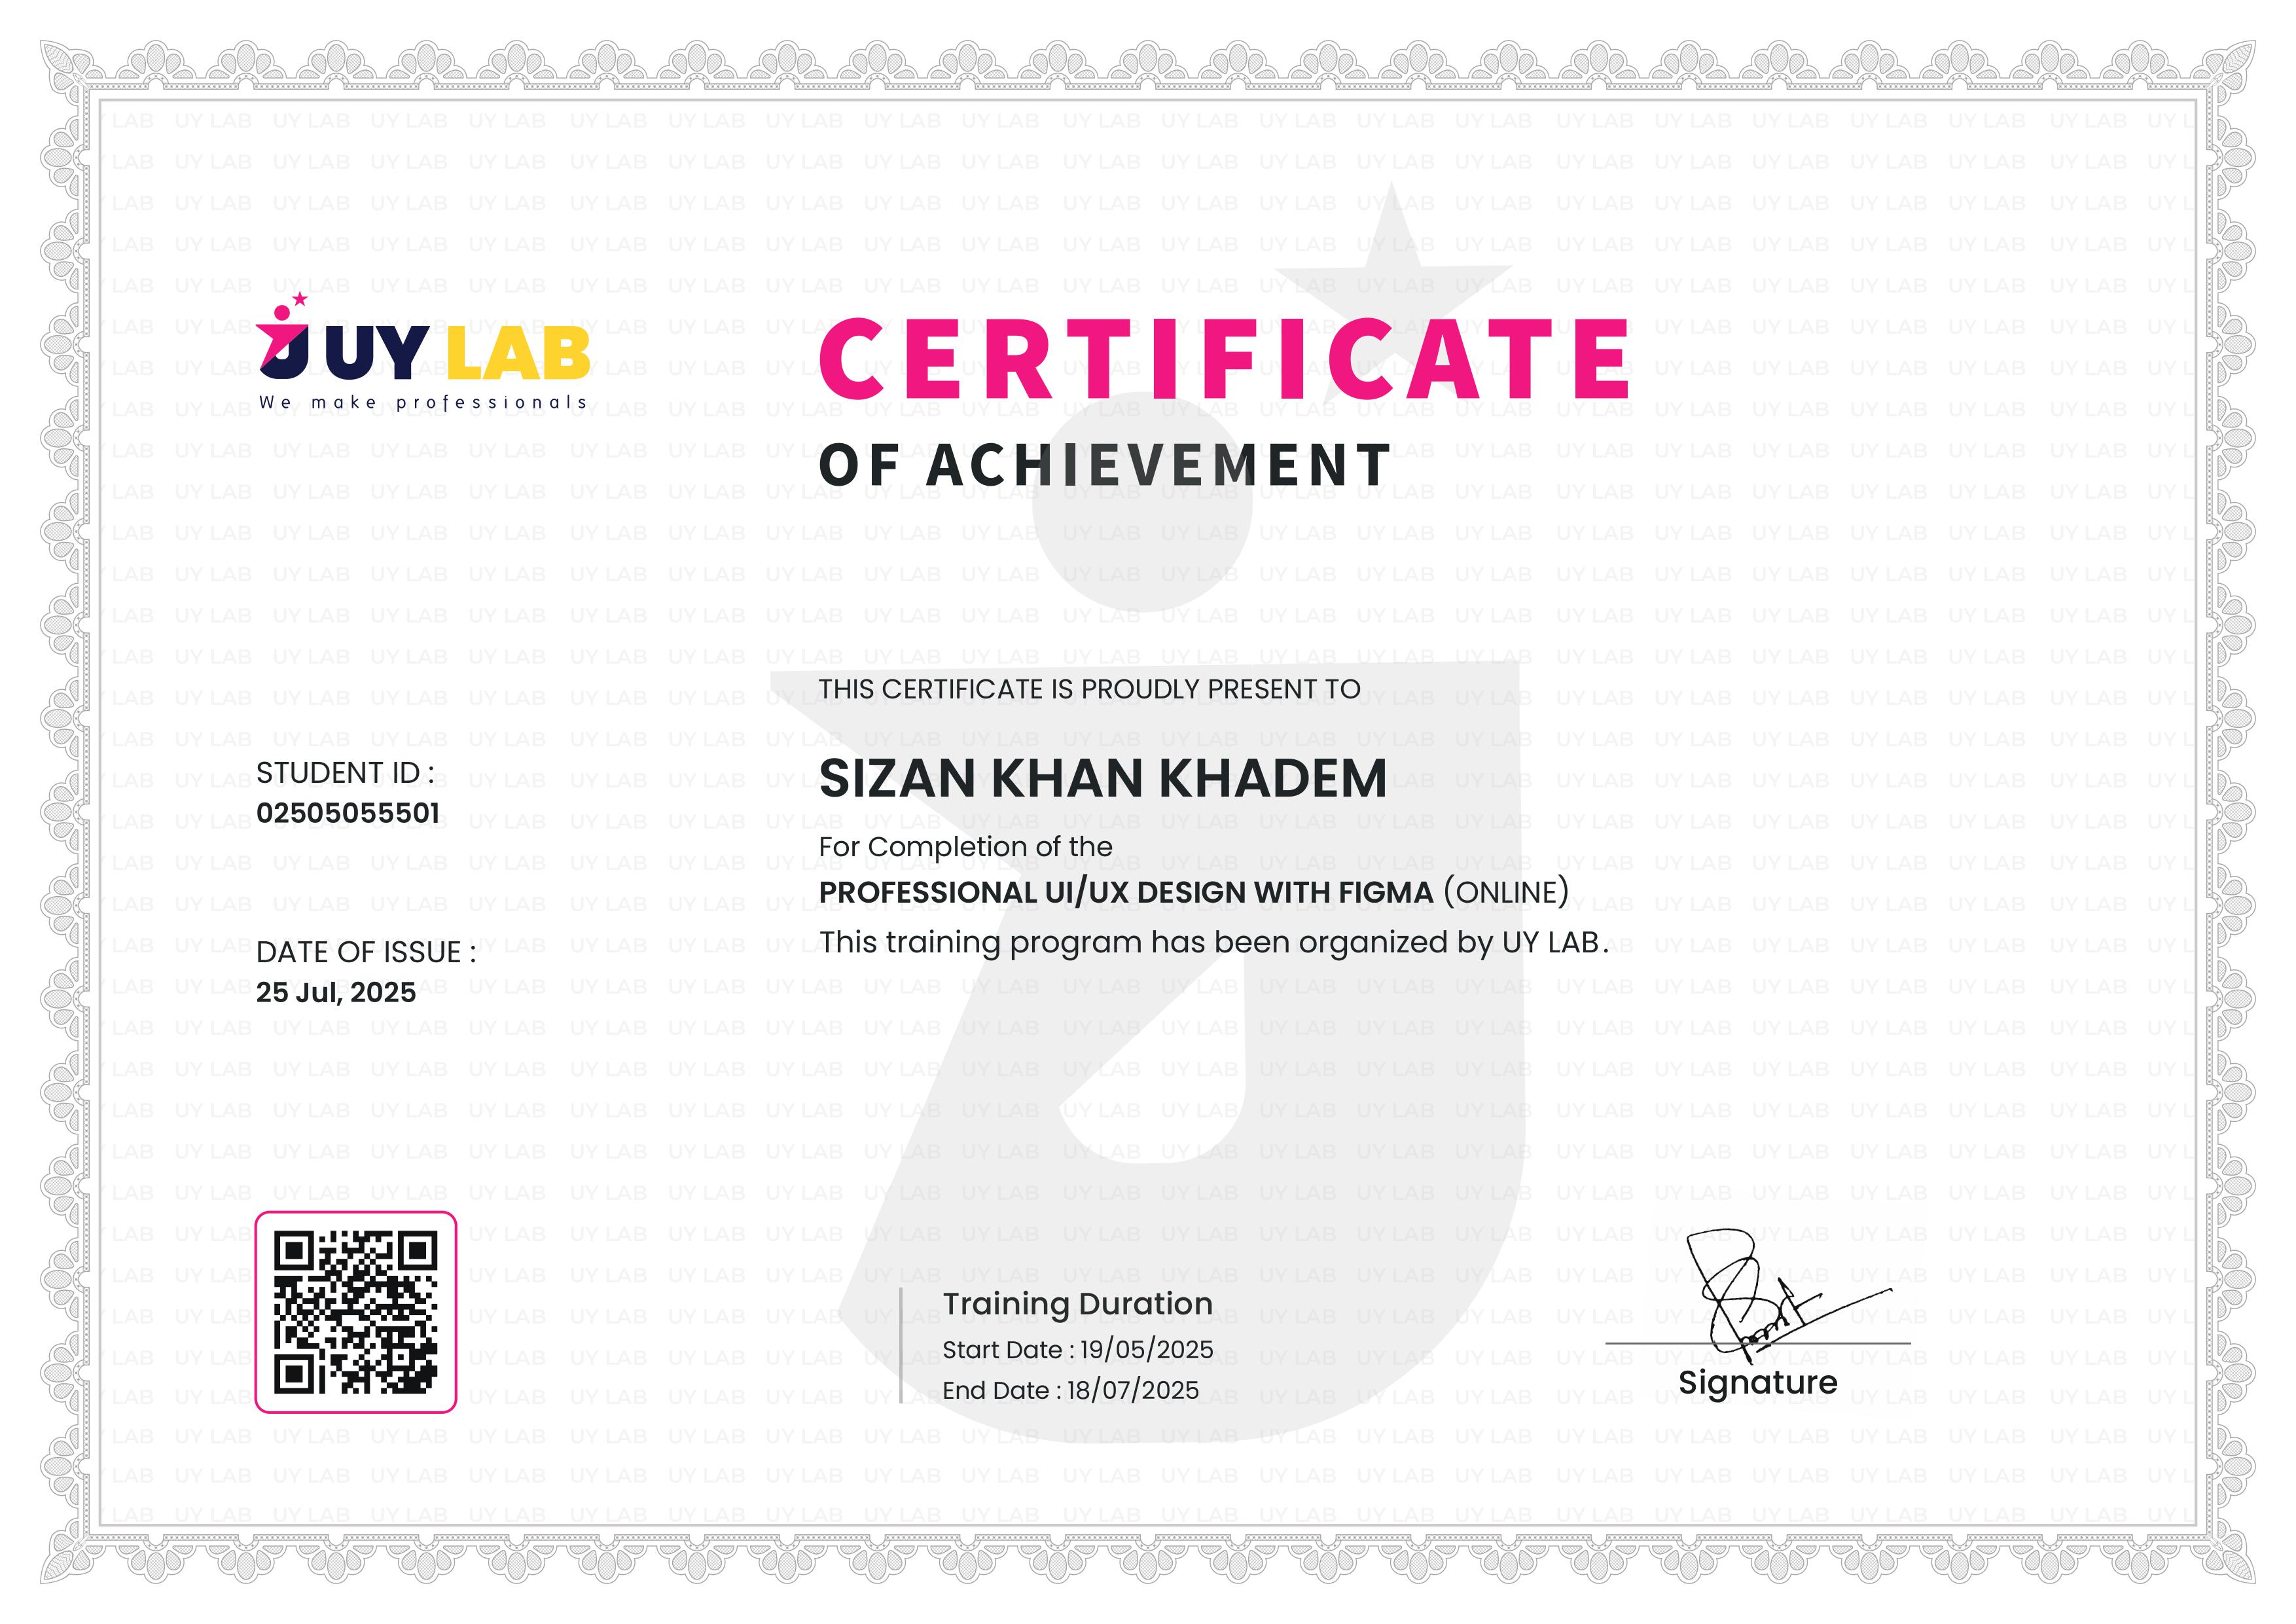 UY LAB
We make professionals
CERTIFICATE
OF ACHIEVEMENT
THIS CERTIFICATE IS PROUDLY PRESENT TO
STUDENT ID :
02505055501
SIZAN KHAN KHADEM
For Completion of the
PROFESSIONAL UI/UX DESIGN WITH FIGMA (ONLINE)
This training program has been organized by UY LAB.
DATE OF ISSUE :
25 Jul, 2025
Training Duration
Start Date : 19/05/2025
End Date : 18/07/2025
Signature